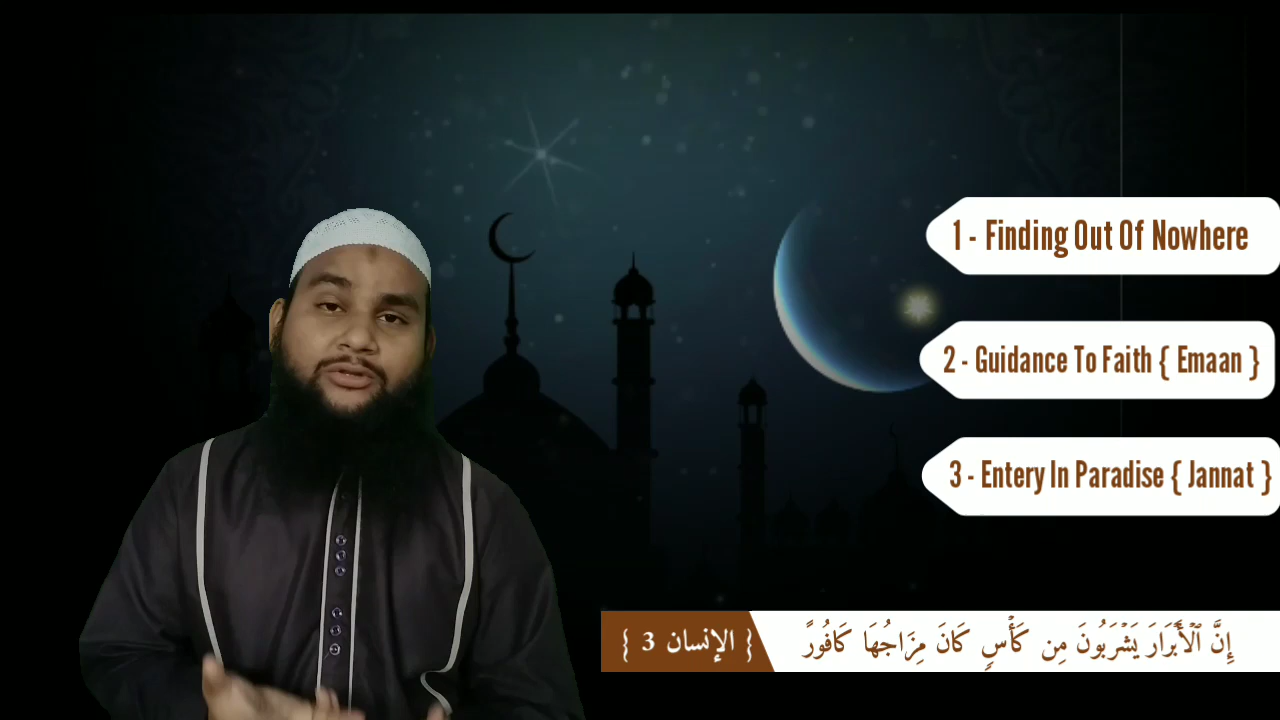 1 - Finding Out Of Nowhere
2 - Guidance To Faith { Emaan }
3 - Entery In Paradise { Jannat }
إِنَّ ٱلْأَبْرَارَ يَشْرَبُونَ مِن كَأْسٍ كَانَ مِزَاجُهَا كَافُورً
{ الإنسان 3 }